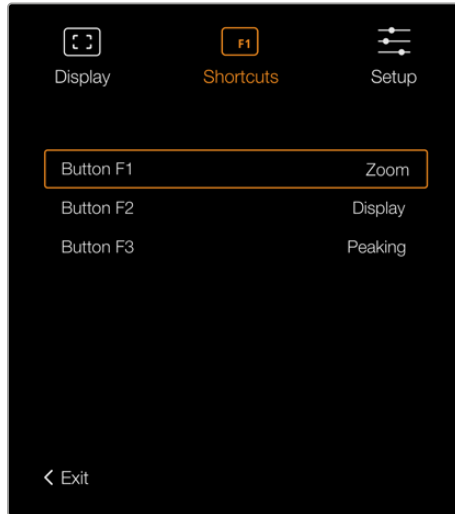 F1
Display Shortcuts Setup
Button F1 Zoom
Button F2 Display
Button F3 Peaking
Exit